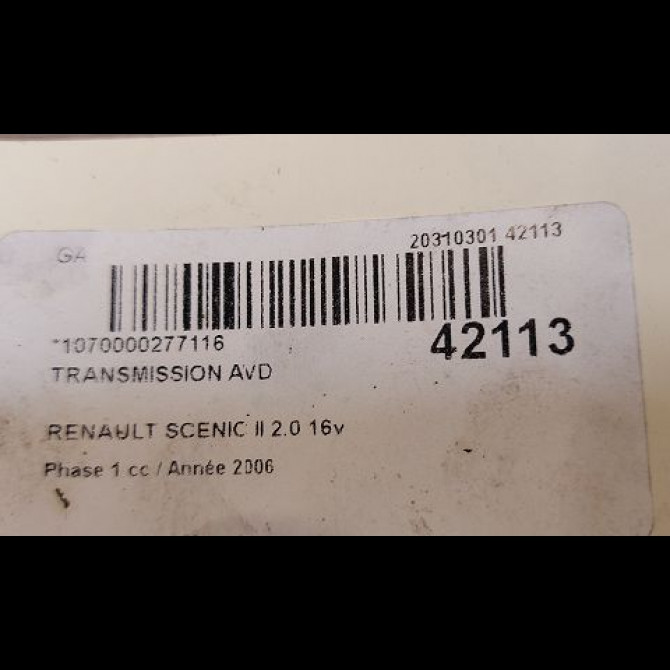 GA
20310301 42113
*1070000277116
42113
TRANSMISSION AVD
RENAULT SCENIC II 2.0 16v
Phase 1 cc / Année 2006